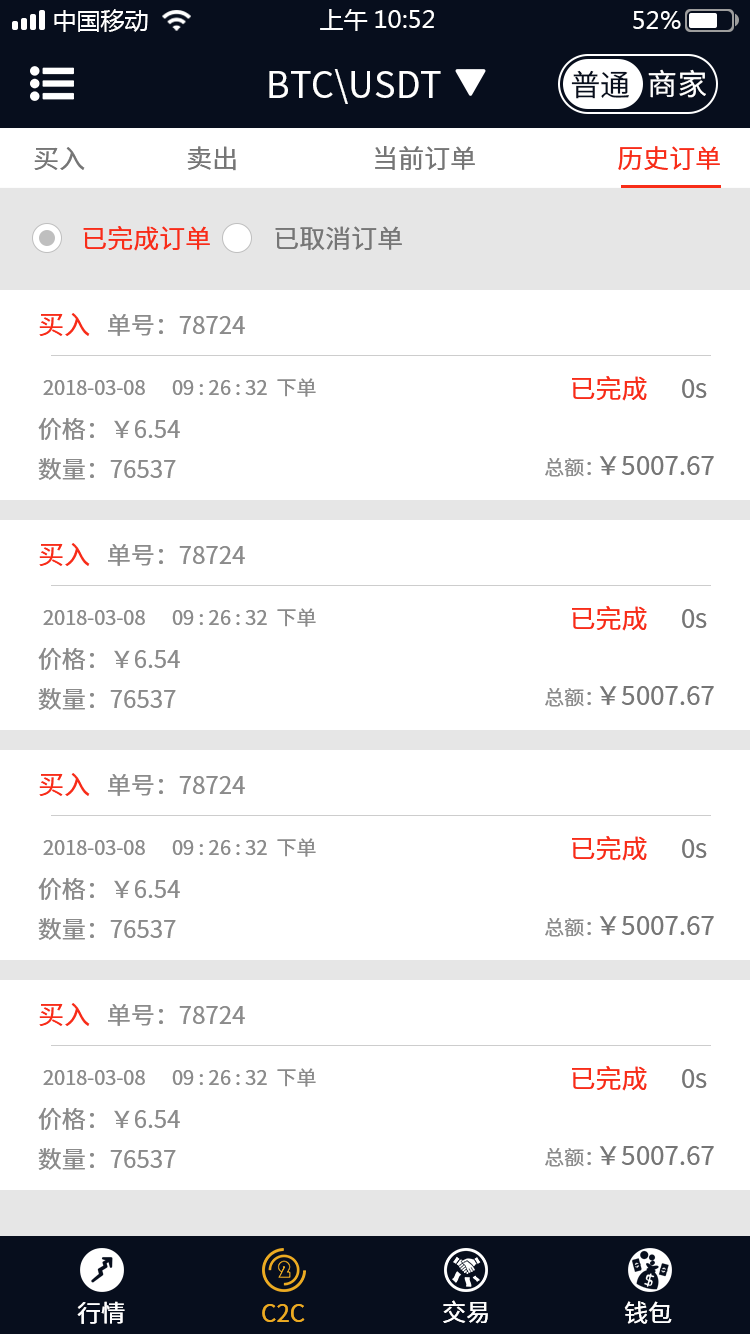 中国移动 上午 10:52 52%
BTC\USDT 普通 商家
买入 卖出 当前订单 历史订单
已完成订单 已取消订单
买入 单号：78724
2018-03-08 09:26:32 下单 已完成 0s
价格：￥6.54
数量：76537 总额:￥5007.67
买入 单号：78724
2018-03-08 09:26:32 下单 已完成 0s
价格：￥6.54
数量：76537 总额:￥5007.67
买入 单号：78724
2018-03-08 09:26:32 下单 已完成 0s
价格：￥6.54
数量：76537 总额:￥5007.67
买入 单号：78724
2018-03-08 09:26:32 下单 已完成 0s
价格：￥6.54
数量：76537 总额:￥5007.67
行情 C2C 交易 钱包